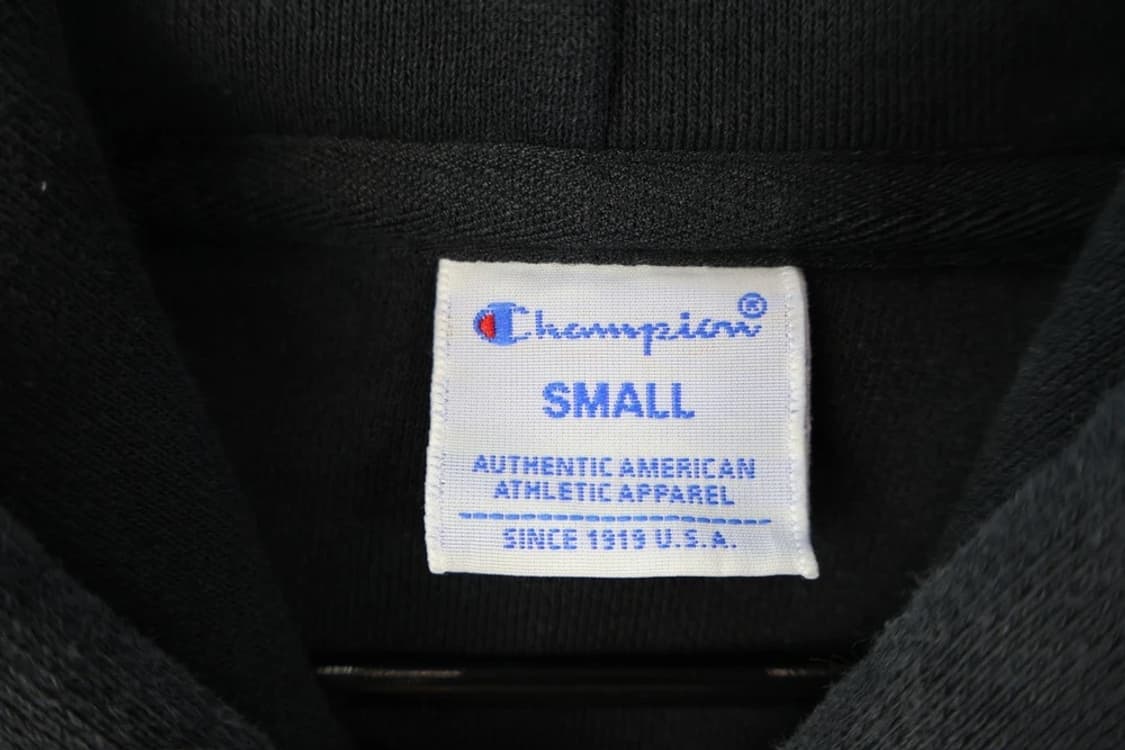 Champion®
SMALL
AUTHENTIC AMERICAN
ATHLETIC APPAREL
SINCE 1919 U.S.A.